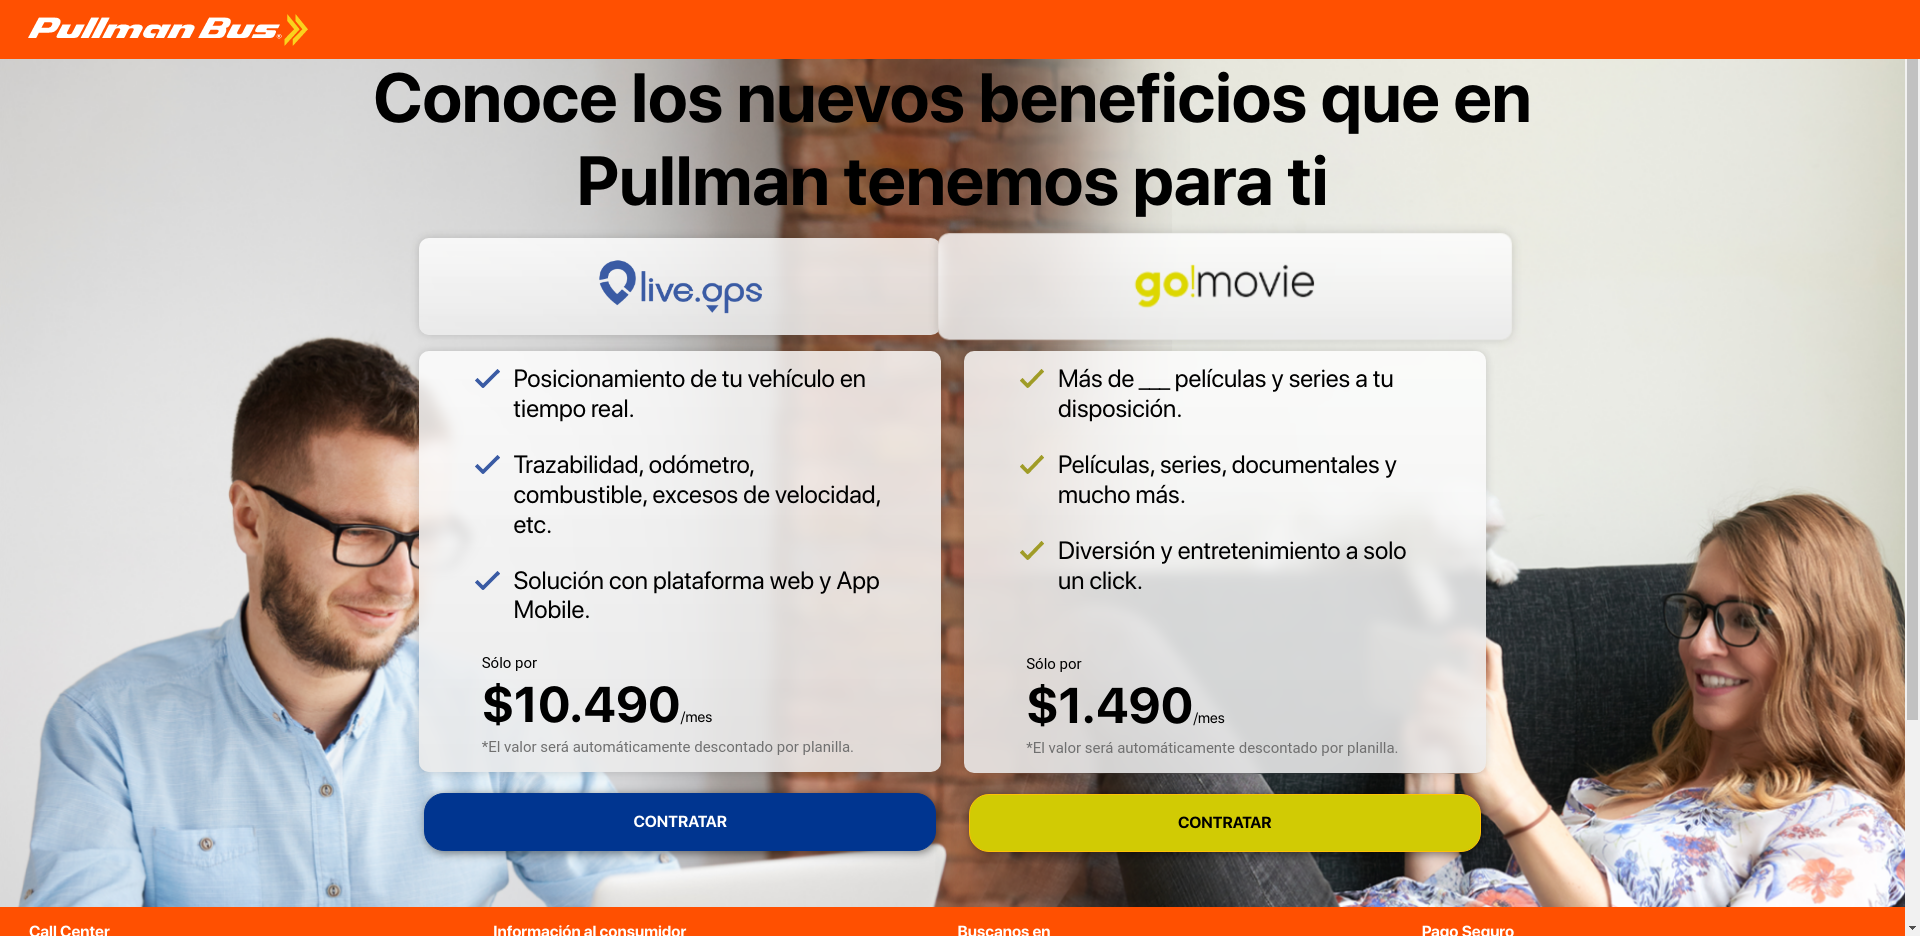 Pullman Bus
Conoce los nuevos beneficios que en
Pullman tenemos para ti
live.gps
go!movie
Posicionamiento de tu vehículo en
tiempo real.
Trazabilidad, odómetro,
combustible, excesos de velocidad,
etc.
Solución con plataforma web y App
Mobile.
Sólo por
$10.490/mes
*El valor será automáticamente descontado por planilla.
CONTRATAR
Más de ___ películas y series a tu
disposición.
Películas, series, documentales y
mucho más.
Diversión y entretenimiento a solo
un click.
Sólo por
$1.490/mes
*El valor será automáticamente descontado por planilla.
CONTRATAR
Call Center
Información al consumidor
Buscanos en
Pago Seguro